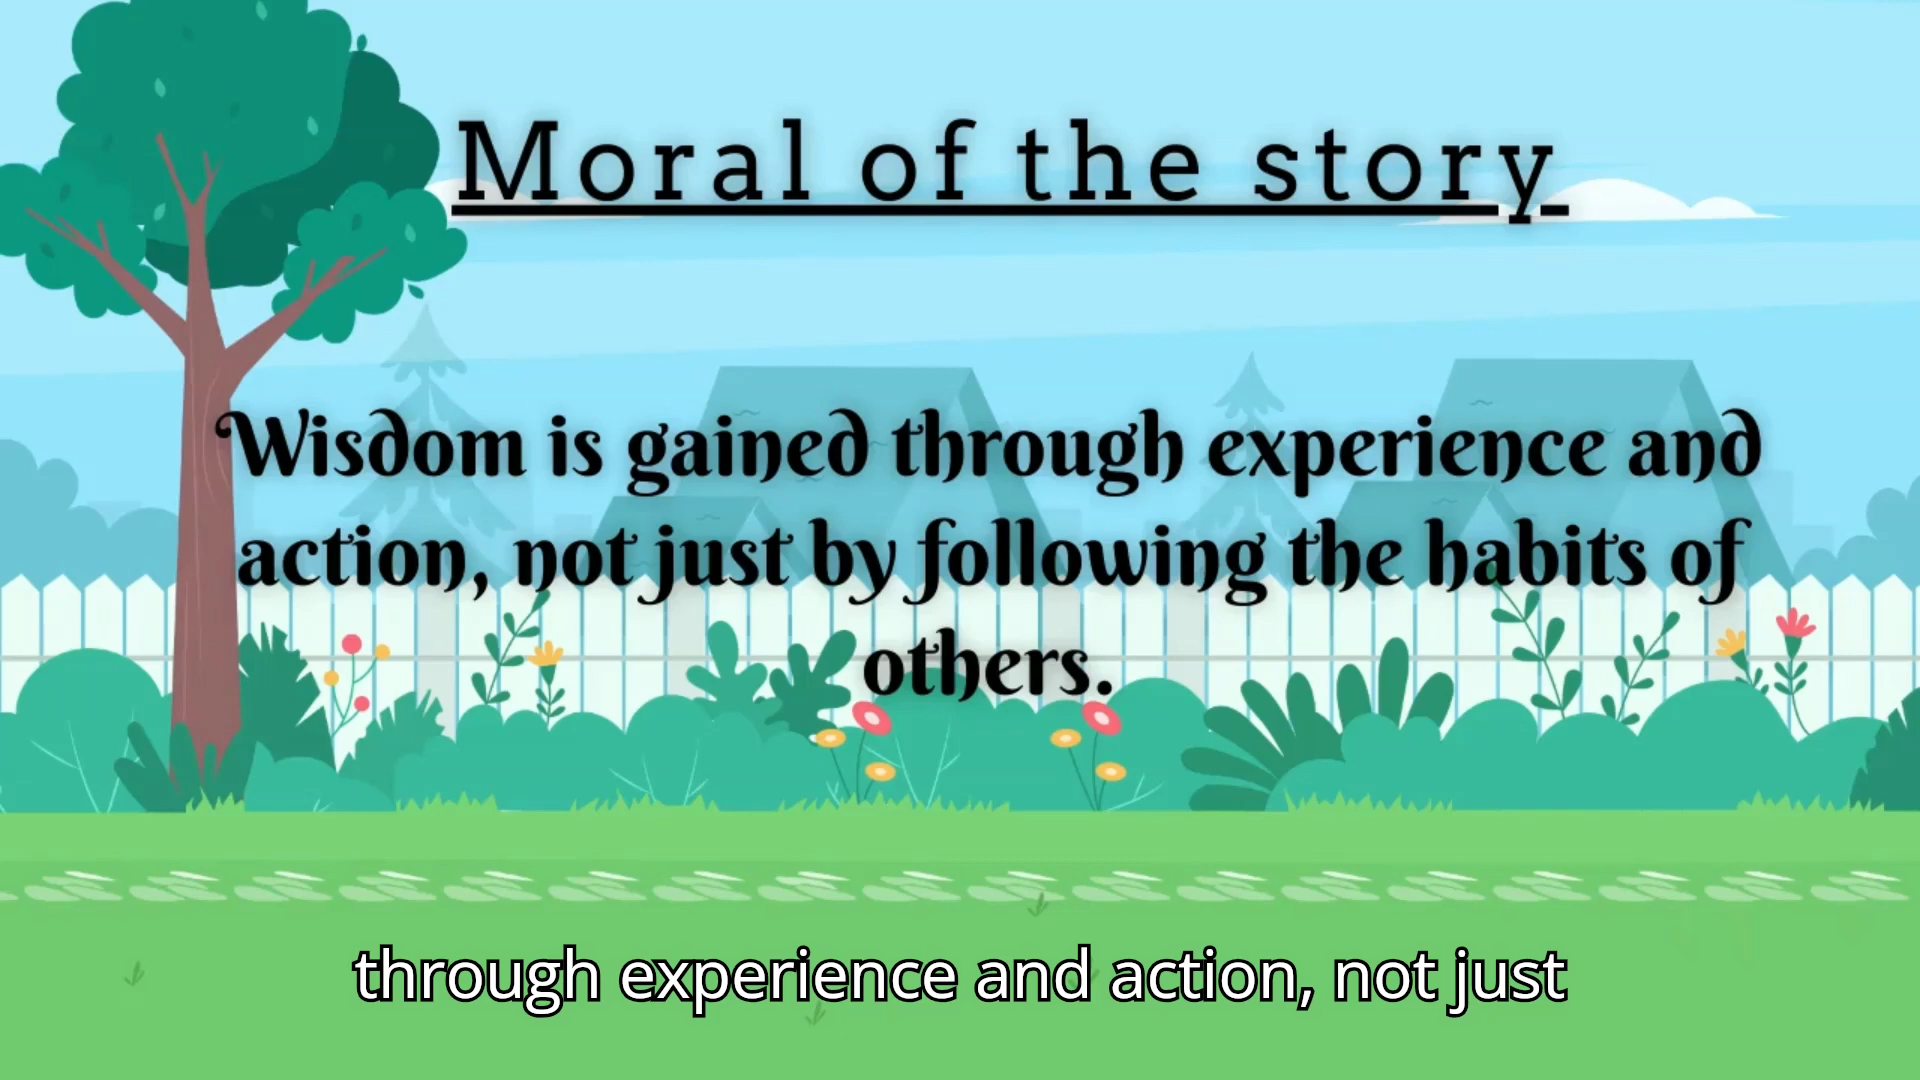 Moral of the story
Wisdom is gained through experience and
action, not just by following the habits of
others.
through experience and action, not just